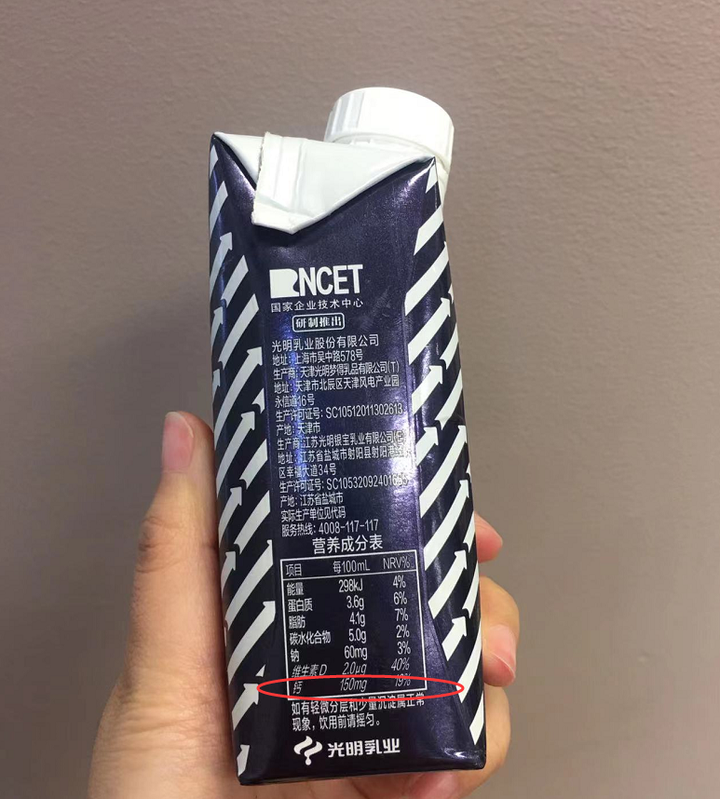 RNCET
国家企业技术中心
研制推出
光明乳业股份有限公司
地址:上海市吴中路578号
生产商:天津光明梦得乳品有限公司(T)
地址:天津市北辰区天津风电产业园
永信道16号
生产许可证号:SC10512011302613
产地:天津市
生产商:江苏光明银宝乳业有限公司
地址:江苏省盐城市射阳县射阳港
区幸福大道34号
生产许可证号:
产地:江苏省盐城市
实际生产单位见代码
服务热线:4008-117-117
营养成分表
项目 每100mL NRV%
能量 298kJ 4%
蛋白质 3.6g 6%
脂肪 4.1g 7%
碳水化合物 5.0g 2%
钠 60mg 3%
维生素D 2.0μg 40%
钙 150mg 19%
如有轻微分层和少量沉淀属正常
现象,饮用前请摇匀。
光明乳业